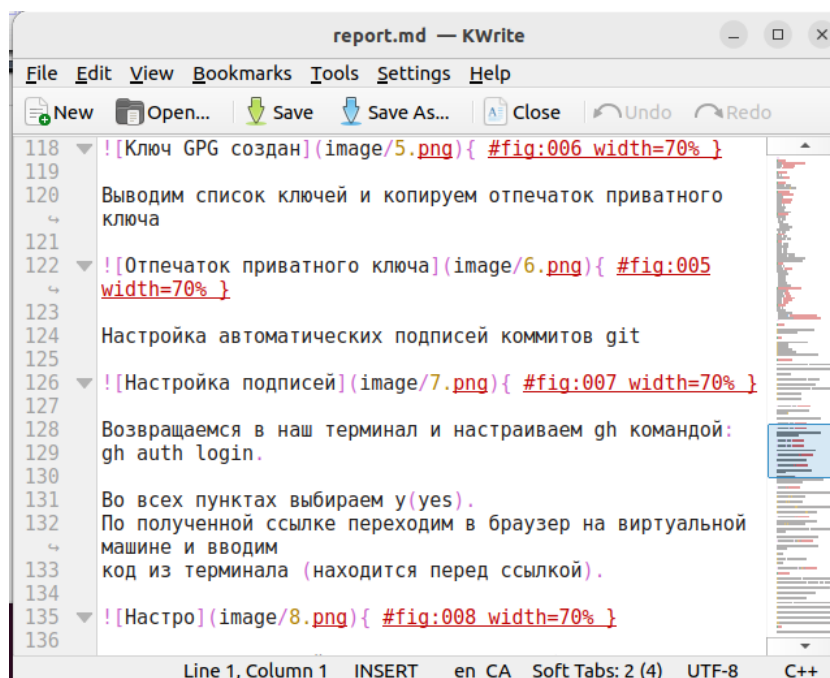 report.md — KWrite
File Edit View Bookmarks Tools Settings Help
New Open... Save Save As... Close Undo Redo
118 ![Ключ GPG создан](image/5.png){ #fig:006 width=70% }
119
120 Выводим список ключей и копируем отпечаток приватного
ключа
121
122 ![Отпечаток приватного ключа](image/6.png){ #fig:005
width=70% }
123
124 Настройка автоматических подписей коммитов git
125
126 ![Настройка подписей](image/7.png){ #fig:007 width=70% }
127
128 Возвращаемся в наш терминал и настраиваем gh командой:
129 gh auth login.
130
131 Во всех пунктах выбираем y(yes).
132 По полученной ссылке переходим в браузер на виртуальной
машине и вводим
133 код из терминала (находится перед ссылкой).
134
135 ![Настро](image/8.png){ #fig:008 width=70% }
136
Line 1, Column 1 INSERT en_CA Soft Tabs: 2 (4) UTF-8 C++